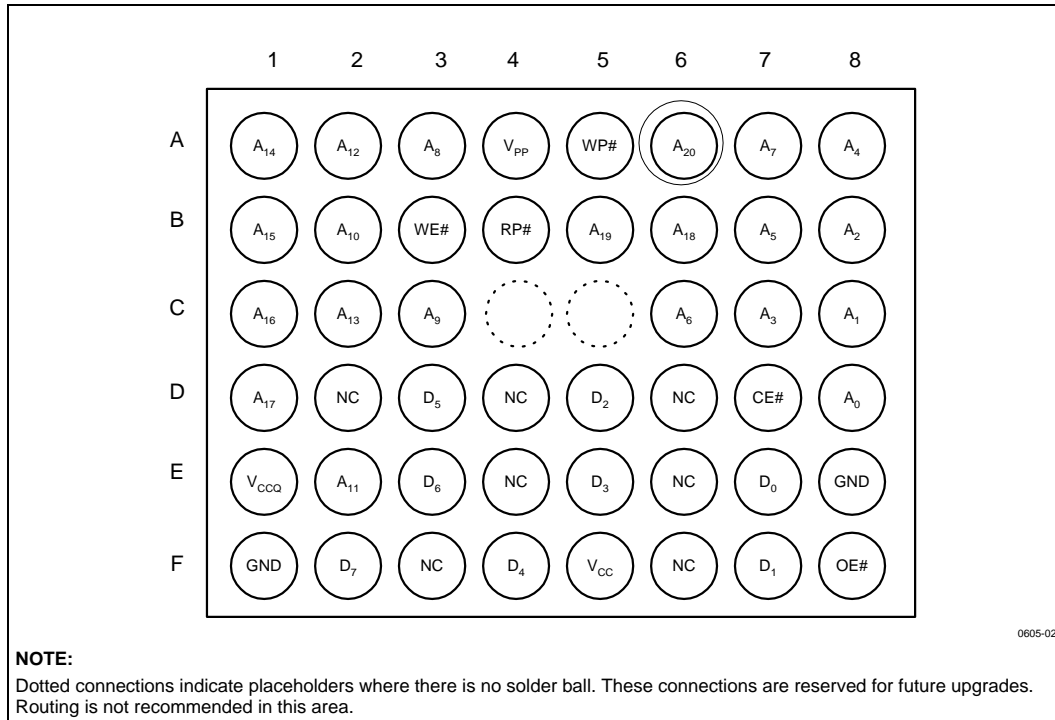 1 2 3 4 5 6 7 8
A A14 A12 A8 VPP WP# A20 A7 A4
B A15 A10 WE# RP# A19 A18 A5 A2
C A16 A13 A9 A6 A3 A1
D A17 NC D5 NC D2 NC CE# A0
E VCCQ A11 D6 NC D3 NC D0 GND
F GND D7 NC D4 VCC NC D1 OE#
0605-02
NOTE:
Dotted connections indicate placeholders where there is no solder ball. These connections are reserved for future upgrades.
Routing is not recommended in this area.